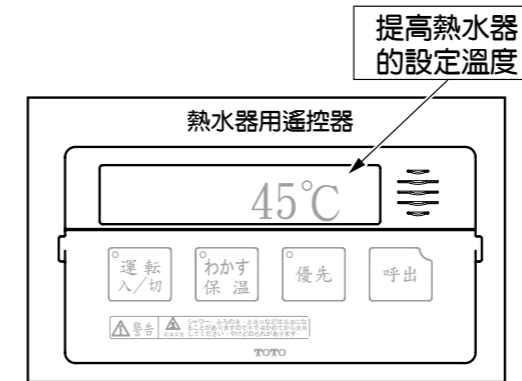 提高熱水器
的設定溫度
熱水器用遙控器
45℃
運転
入/切
わかす
保温
優先
呼出
警告
TOTO